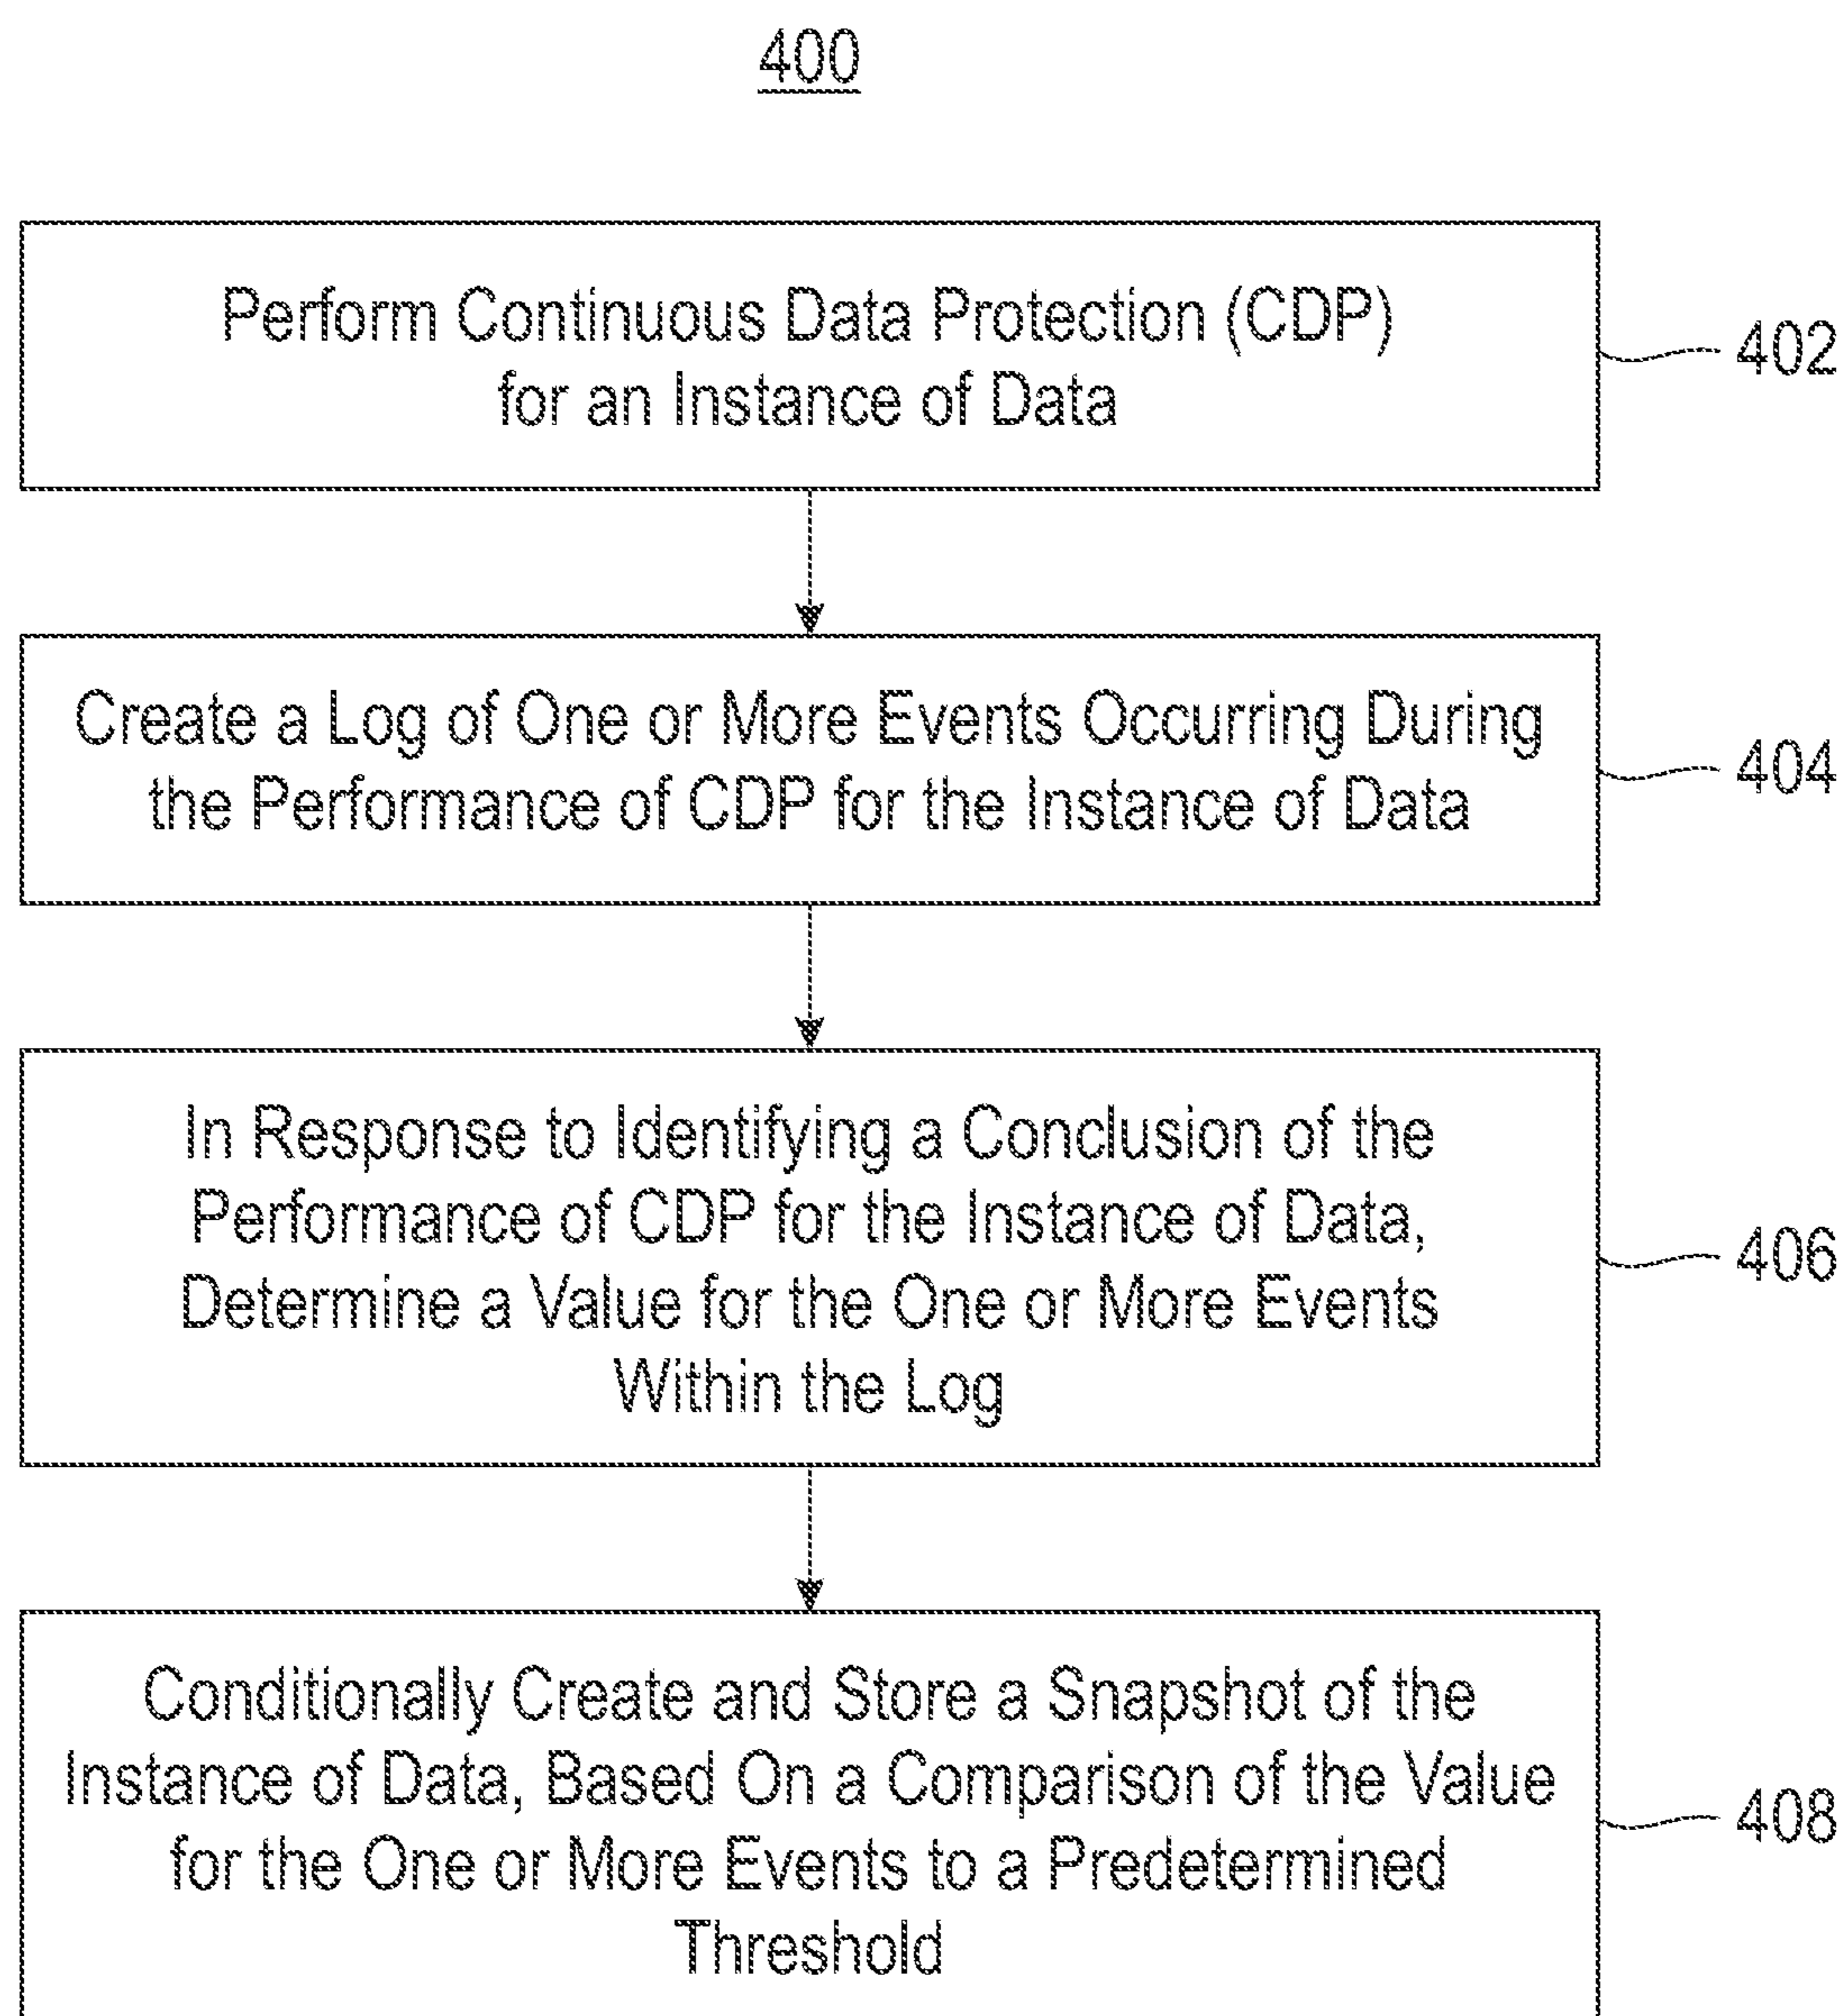 400
Perform Continuous Data Protection (CDP)
for an Instance of Data
402
Create a Log of One or More Events Occurring During
the Performance of CDP for the Instance of Data
404
In Response to Identifying a Conclusion of the
Performance of CDP for the Instance of Data,
Determine a Value for the One or More Events
Within the Log
406
Conditionally Create and Store a Snapshot of the
Instance of Data, Based On a Comparison of the Value
for the One or More Events to a Predetermined
Threshold
408